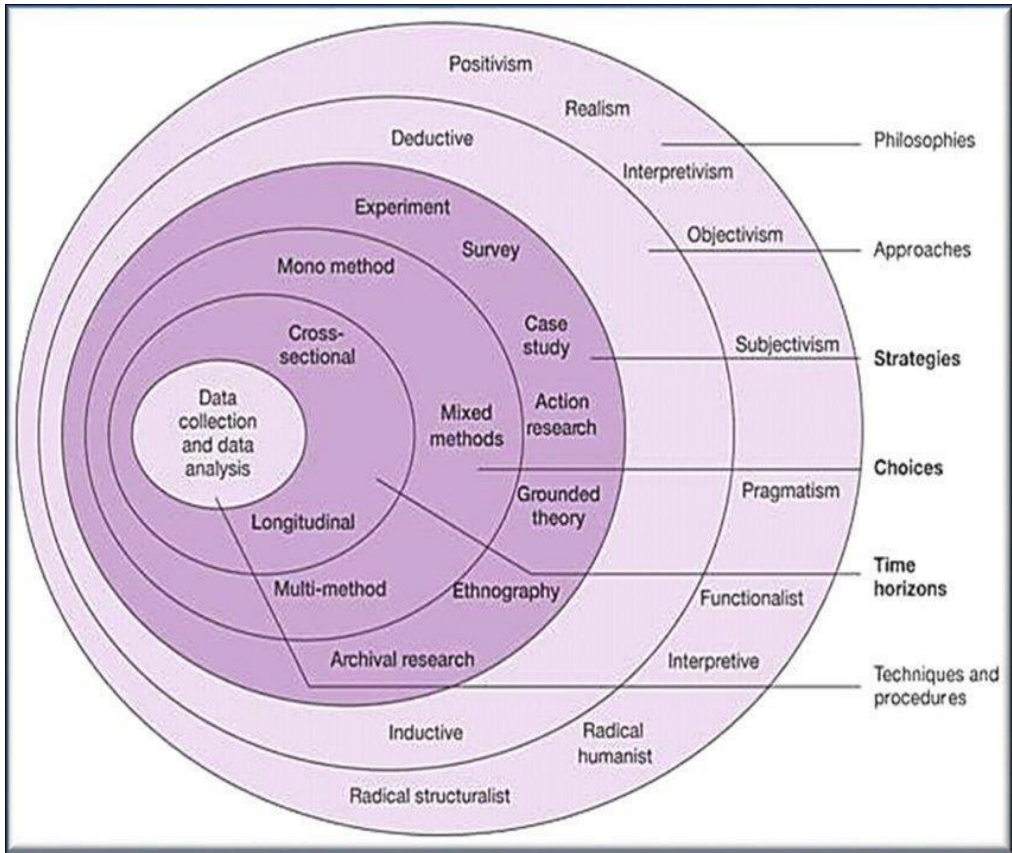 Positivism
Realism
Philosophies
Deductive
Interpretivism
Experiment
Objectivism
Survey
Approaches
Mono method
Case
study
Cross-
sectional
Subjectivism
Strategies
Data
collection
and data
analysis
Mixed
methods
Action
research
Choices
Grounded
theory
Pragmatism
Longitudinal
Time
horizons
Multi-method
Ethnography
Functionalist
Archival research
Interpretive
Techniques and
procedures
Inductive
Radical
humanist
Radical structuralist